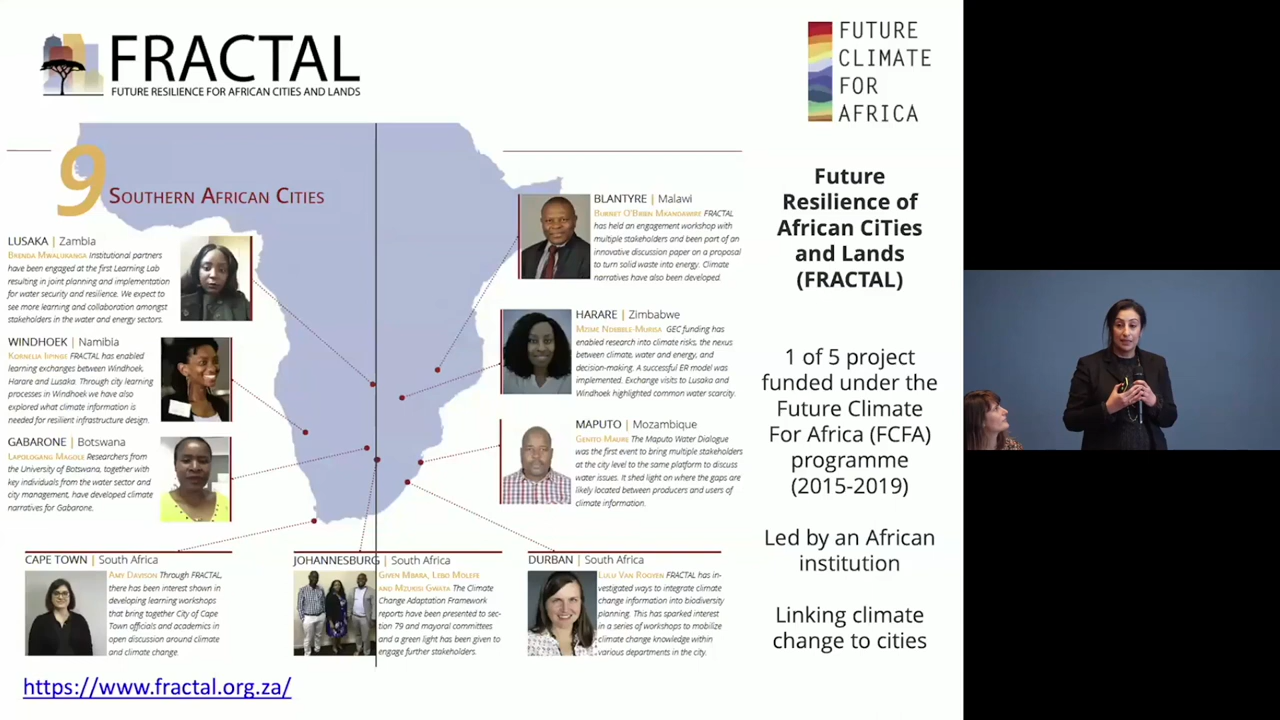 FRACTAL
FUTURE RESILIENCE FOR AFRICAN CITIES AND LANDS
FUTURE
CLIMATE
FOR
AFRICA
9 Southern African Cities
LUSAKA | Zambia
Brenda Mwalukanga Institutional partners
have been engaged at the first Learning Lab
resulting in joint planning and implementation
for water security and resilience. We expect to
see more learning and collaboration amongst
stakeholders in the water and energy sectors.
WINDHOEK | Namibia
Kornelia Iipinge FRACTAL has enabled
learning exchanges between Windhoek,
Harare and Lusaka. Through city learning
processes in Windhoek we have also
explored what climate information is
needed for resilient infrastructure design.
GABARONE | Botswana
Lapologang Magole Researchers from
the University of Botswana, together with
key individuals from the water sector and
city management, have developed climate
narratives for Gabarone.
BLANTYRE | Malawi
Burnet O'Brien Mkandawire FRACTAL
has held an engagement workshop with
multiple stakeholders and been part of an
innovative discussion paper on a proposal
to turn solid waste into energy. Climate
narratives have also been developed.
HARARE | Zimbabwe
Mzime Ndebele-Murisa GEC funding has
enabled research into climate risks, the nexus
between climate, water and energy, and
decision-making. A successful ER model was
implemented. Exchange visits to Lusaka and
Windhoek highlighted common water scarcity.
MAPUTO | Mozambique
Genito Maure The Maputo Water Dialogue
was the first event to bring multiple stakeholders
at the city level to the same platform to discuss
water issues. It shed light on where the gaps are
likely located between producers and users of
climate information.
CAPE TOWN | South Africa
Amy Davison Through FRACTAL,
there has been interest shown in
developing learning workshops
that bring together City of Cape
Town officials and academics in
open discussion around climate
and climate change.
JOHANNESBURG | South Africa
Given Mbara, Lebo Molefe
and Mzukisi Gwata The Climate
Change Adaptation Framework
reports have been presented to sec-
tion 79 and mayoral committees
and a green light has been given to
engage further stakeholders.
DURBAN | South Africa
Lulu Van Rooyen FRACTAL has in-
vestigated ways to integrate climate
change information into biodiversity
planning. This has sparked interest
in a series of workshops to mobilize
climate change knowledge within
various departments in the city.
https://www.fractal.org.za/
Future
Resilience of
African CiTies
and Lands
(FRACTAL)
1 of 5 project
funded under the
Future Climate
For Africa (FCFA)
programme
(2015-2019)
Led by an African
institution
Linking climate
change to cities